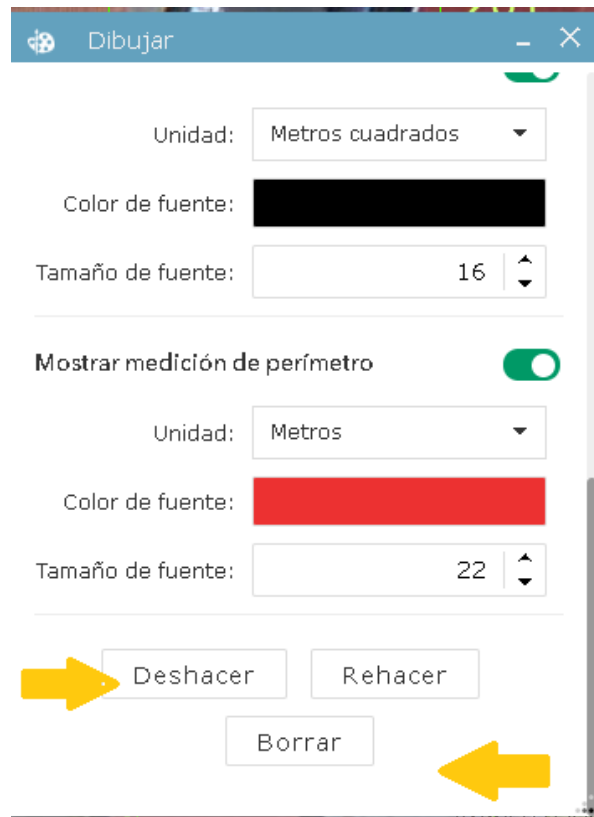 Dibujar
Unidad: Metros cuadrados
Color de fuente:
Tamaño de fuente: 16
Mostrar medición de perímetro
Unidad: Metros
Color de fuente:
Tamaño de fuente: 22
Deshacer Rehacer
Borrar